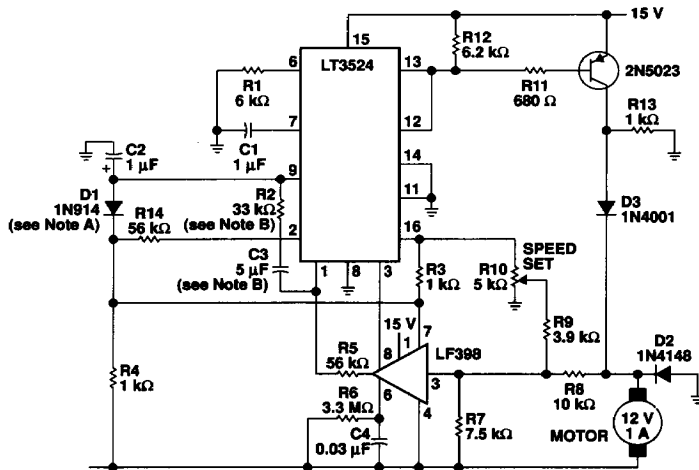 15 V
R12
6.2 kΩ
15
LT3524
2N5023
6
13
R1
6 kΩ
R11
680 Ω
R13
1 kΩ
7
12
C1
1 µF
C2
1 µF
+
14
9
D1
1N914
(see Note A)
R2
33 kΩ
(see Note B)
11
D3
1N4001
R14
56 kΩ
2
16
SPEED
SET
C3
5 µF
(see Note B)
R3
1 kΩ
R10
5 kΩ
1
8
3
15 V
7
R9
3.9 kΩ
R4
1 kΩ
R5
56 kΩ
8
1
LF398
3
D2
1N4148
R6
3.3 MΩ
6
4
R8
10 kΩ
R7
7.5 kΩ
C4
0.03 µF
MOTOR
12 V
1 A